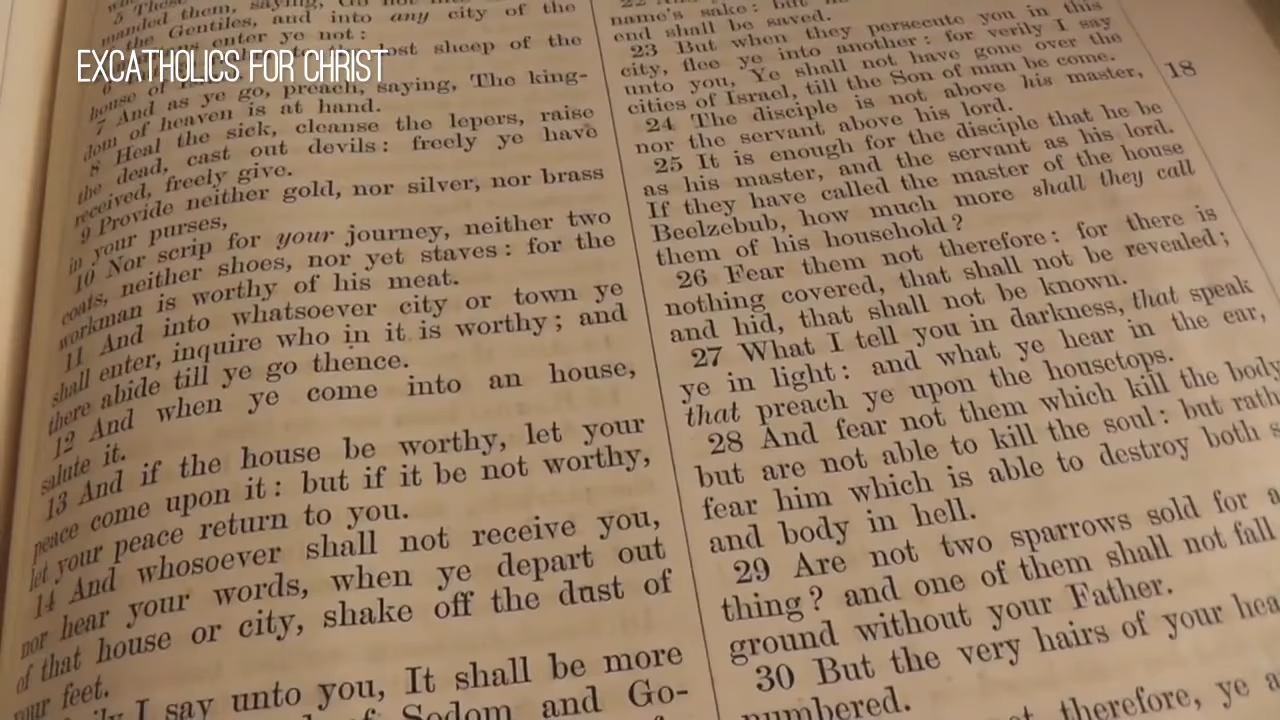 EXCATHOLICS FOR CHRIST
5 These
manded them, saying, Go not
the Gentiles, and into any city of the
enter ye not:
6 lost sheep of the
house of
7 And as ye go, preach, saying, The king-
dom of heaven is at hand.
8 Heal the sick, cleanse the lepers, raise
the dead, cast out devils: freely ye have
received, freely give.
9 Provide neither gold, nor silver, nor brass
in your purses,
10 Nor scrip for your journey, neither two
coats, neither shoes, nor yet staves: for the
workman is worthy of his meat.
11 And into whatsoever city or town ye
shall enter, inquire who in it is worthy; and
there abide till ye go thence.
12 And when ye come into an house,
salute it.
13 And if the house be worthy, let your
peace come upon it: but if it be not worthy,
let your peace return to you.
14 And whosoever shall not receive you,
nor hear your words, when ye depart out
of that house or city, shake off the dust of
your feet.
I say unto you, It shall be more
of Sodom and Go-
name's sake: but he
end shall be saved.
23 But when they persecute you in this
city, flee ye into another: for verily I say
unto you, Ye shall not have gone over the
cities of Israel, till the Son of man be come.
24 The disciple is not above his master,
nor the servant above his lord.
25 It is enough for the disciple that he be
as his master, and the servant as his lord.
If they have called the master of the house
Beelzebub, how much more shall they call
them of his household?
26 Fear them not therefore: for there is
nothing covered, that shall not be revealed;
and hid, that shall not be known.
27 What I tell you in darkness, that speak
ye in light: and what ye hear in the ear,
that preach ye upon the housetops.
28 And fear not them which kill the body
but are not able to kill the soul: but rath
fear him which is able to destroy both s
and body in hell.
29 Are not two sparrows sold for a
thing? and one of them shall not fall
ground without your Father.
30 But the very hairs of your hea
numbered.
therefore, ye a
18